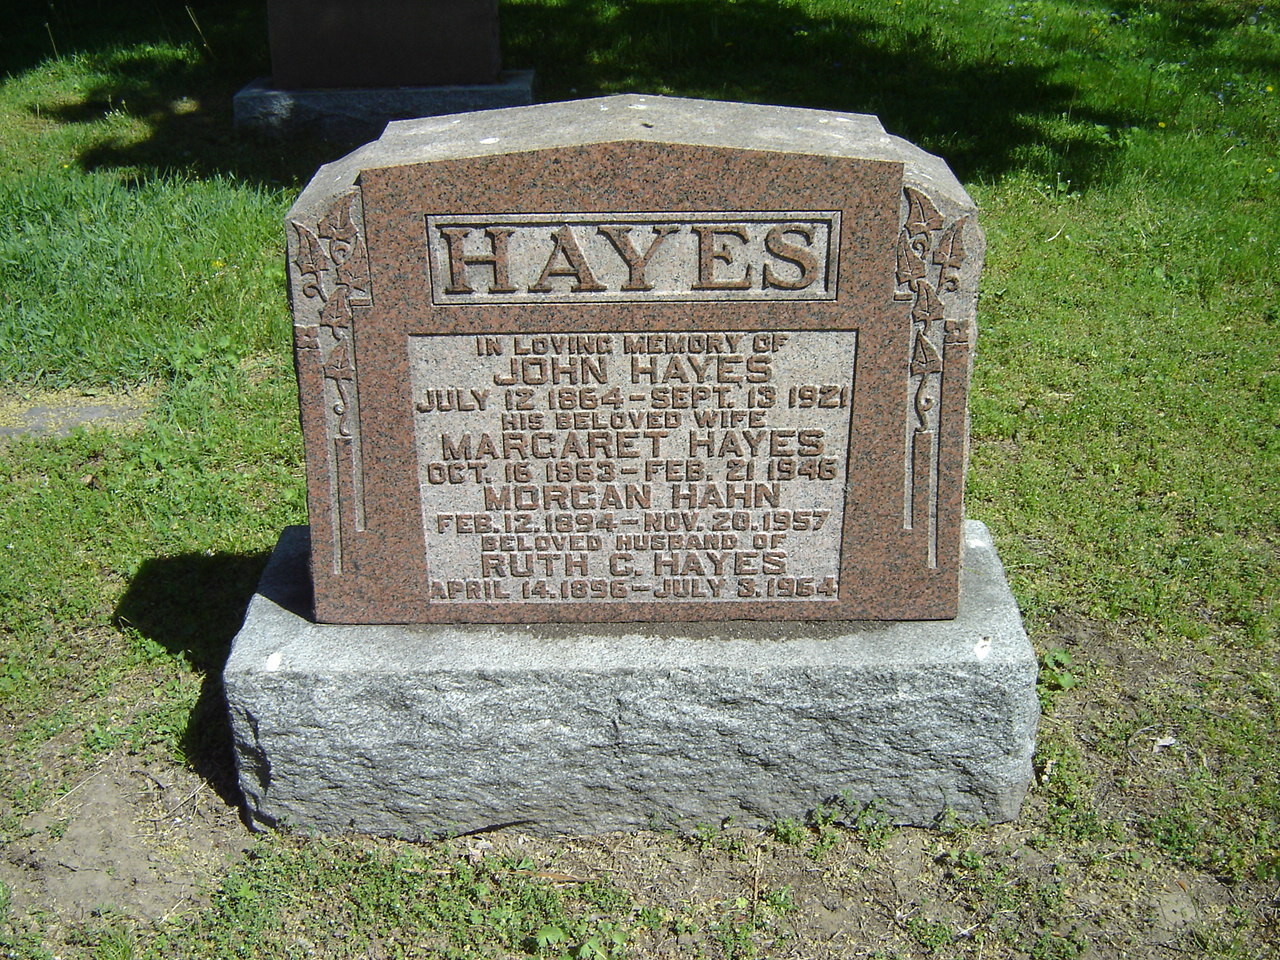 HAYES
IN LOVING MEMORY OF
JOHN HAYES
JULY 12.1864-SEPT. 13 1921
HIS BELOVED WIFE
MARGARET HAYES
OCT. 16 1863-FEB. 21 1946
MORGAN HAHN
FEB. 12. 1894-NOV. 20. 1957
BELOVED HUSBAND OF
RUTH C. HAYES
APRIL 14. 1896-JULY 3. 1964